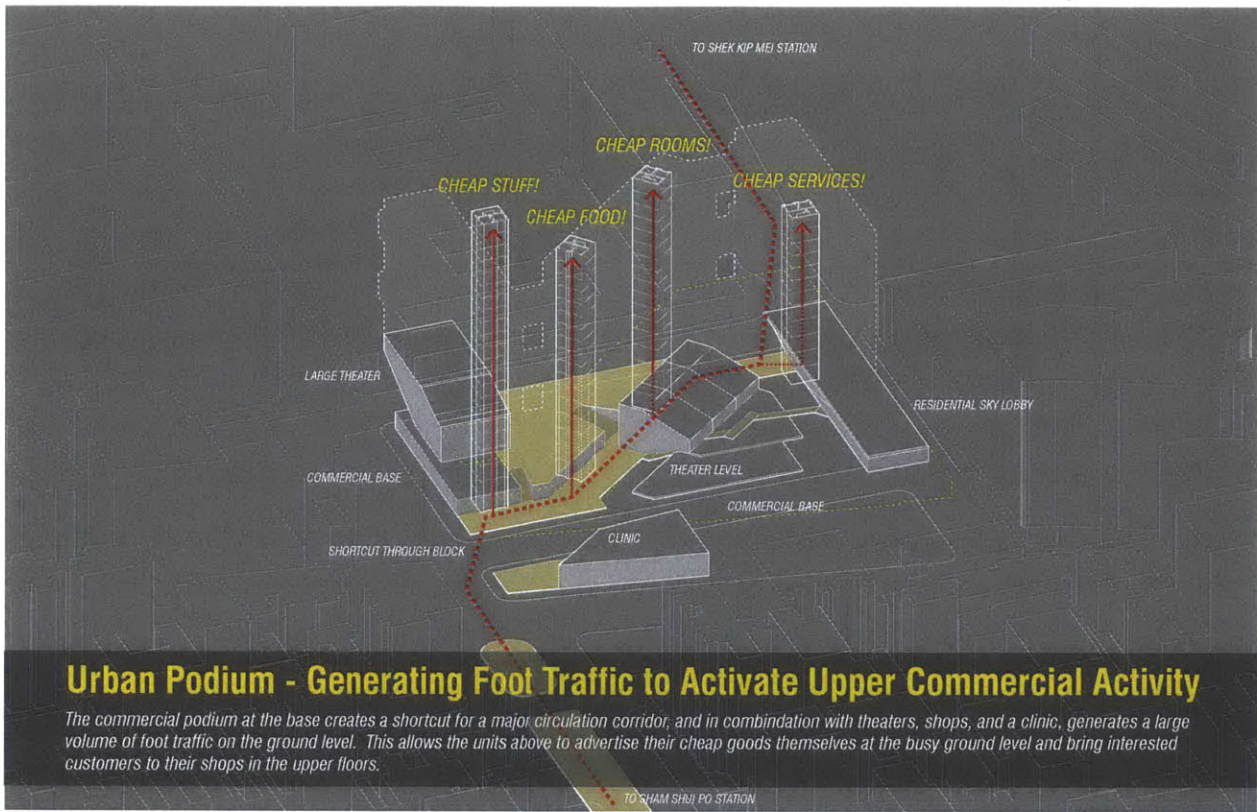 TO SHEK KIP MEI STATION
CHEAP ROOMS!
CHEAP STUFF!
CHEAP SERVICES!
CHEAP FOOD!
LARGE THEATER
RESIDENTIAL SKY LOBBY
THEATER LEVEL
COMMERCIAL BASE
COMMERCIAL BASE
CLINIC
SHORTCUT THROUGH BLOCK
Urban Podium - Generating Foot Traffic to Activate Upper Commercial Activity
The commercial podium at the base creates a shortcut for a major circulation corridor, and in combindation with theaters, shops, and a clinic, generates a large
volume of foot traffic on the ground level. This allows the units above to advertise their cheap goods themselves at the busy ground level and bring interested
customers to their shops in the upper floors.
TO SHAM SHUI PO STATION